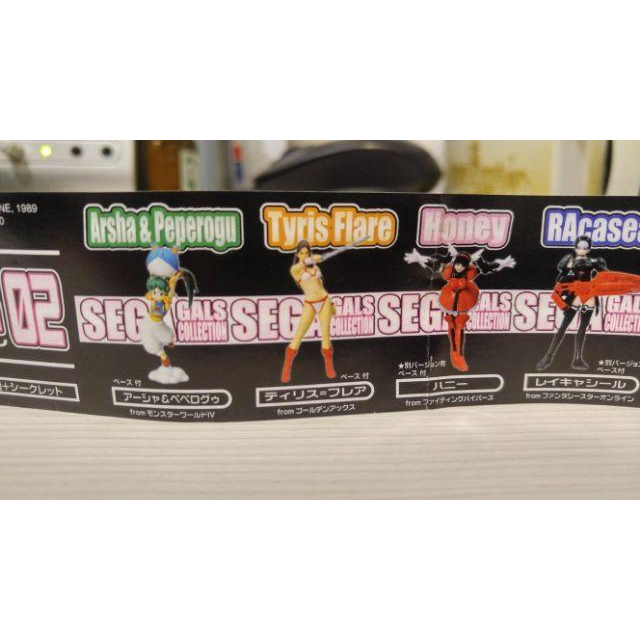 NE, 1989
0
02
+シークレット
Arsha & Peperogu
Tyris Flare
Honey
RAcaseal
SEGA GALS COLLECTION
SEGA GALS COLLECTION
SEGA GALS COLLECTION
SEGA GALS COLLECTION
ベース付
アーシャ&ペペログゥ
from モンスターワールドIV
ベース付
ティリス=フレア
from ゴールデンアックス
★別バージョン有
ベース付
ハニー
from ファイティングバイパーズ
★別バージョン
ベース付
レイキャシール
from ファンタシースターオンライン